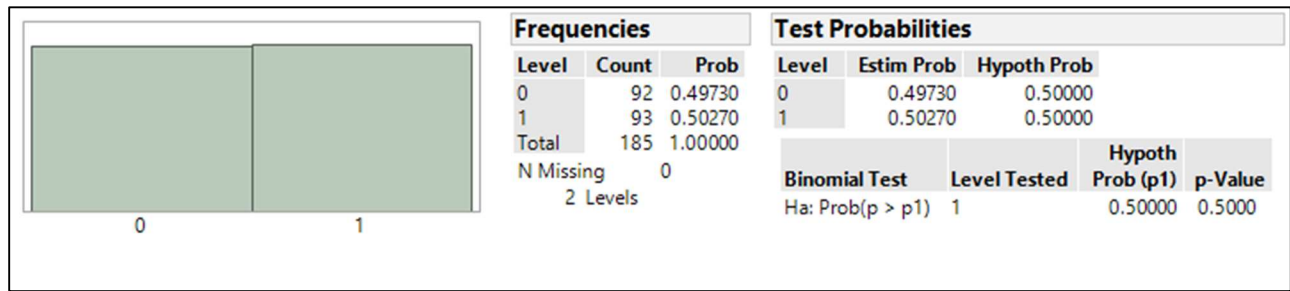 0 1
Frequencies
Level Count Prob
0 92 0.49730
1 93 0.50270
Total 185 1.00000
N Missing 0
2 Levels
Test Probabilities
Level Estim Prob Hypoth Prob
0 0.49730 0.50000
1 0.50270 0.50000
Hypoth
Binomial Test Level Tested Prob (p1) p-Value
Ha: Prob(p > p1) 1 0.50000 0.5000